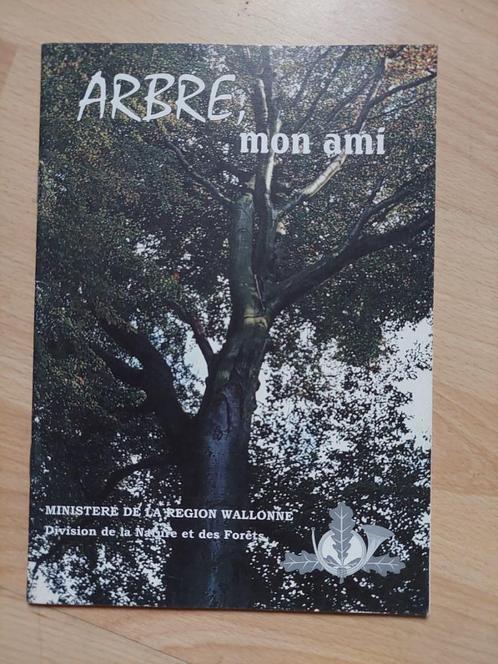 ARBRE,
mon ami
MINISTERE DE LA REGION WALLONNE
Division de la Nature et des Forêts